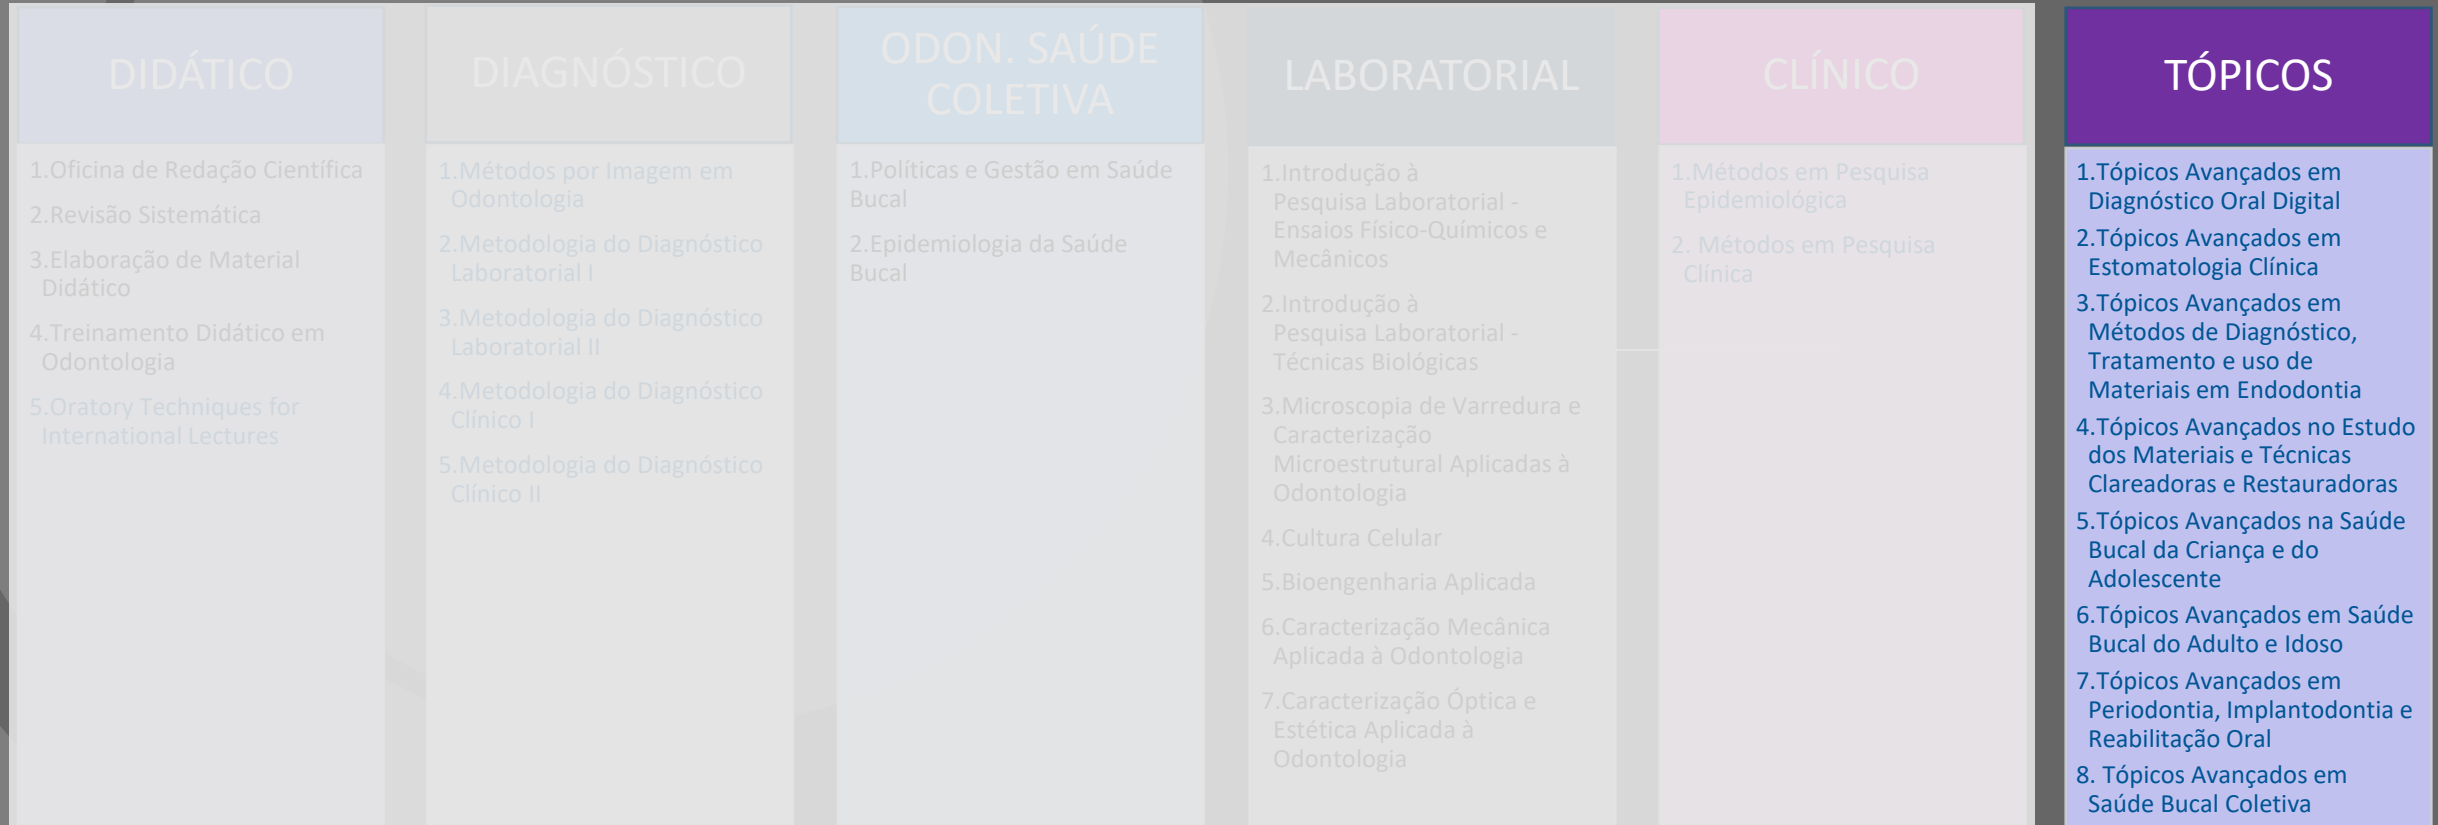 DIDÁTICO
1.Oficina de Redação Científica
2.Revisão Sistemática
3.Elaboração de Material
Didático
4.Treinamento Didático em
Odontologia
5.Oratory Techniques for
International Lectures
DIAGNÓSTICO
1.Métodos por Imagem em
Odontologia
2.Metodologia do Diagnóstico
Laboratorial I
3.Metodologia do Diagnóstico
Laboratorial II
4.Metodologia do Diagnóstico
Clínico I
5.Metodologia do Diagnóstico
Clínico II
ODON. SAÚDE
COLETIVA
1.Políticas e Gestão em Saúde
Bucal
2.Epidemiologia da Saúde
Bucal
LABORATORIAL
1.Introdução à
Pesquisa Laboratorial -
Ensaios Físico-Químicos e
Mecânicos
2.Introdução à
Pesquisa Laboratorial -
Técnicas Biológicas
3.Microscopia de Varredura e
Caracterização
Microestrutural Aplicadas à
Odontologia
4.Cultura Celular
5.Bioengenharia Aplicada
6.Caracterização Mecânica
Aplicada à Odontologia
7.Caracterização Óptica e
Estética Aplicada à
Odontologia
CLÍNICO
1.Métodos em Pesquisa
Epidemiológica
2. Métodos em Pesquisa
Clínica
TÓPICOS
1.Tópicos Avançados em
Diagnóstico Oral Digital
2.Tópicos Avançados em
Estomatologia Clínica
3.Tópicos Avançados em
Métodos de Diagnóstico,
Tratamento e uso de
Materiais em Endodontia
4.Tópicos Avançados no Estudo
dos Materiais e Técnicas
Clareadoras e Restauradoras
5.Tópicos Avançados na Saúde
Bucal da Criança e do
Adolescente
6.Tópicos Avançados em Saúde
Bucal do Adulto e Idoso
7.Tópicos Avançados em
Periodontia, Implantodontia e
Reabilitação Oral
8. Tópicos Avançados em
Saúde Bucal Coletiva